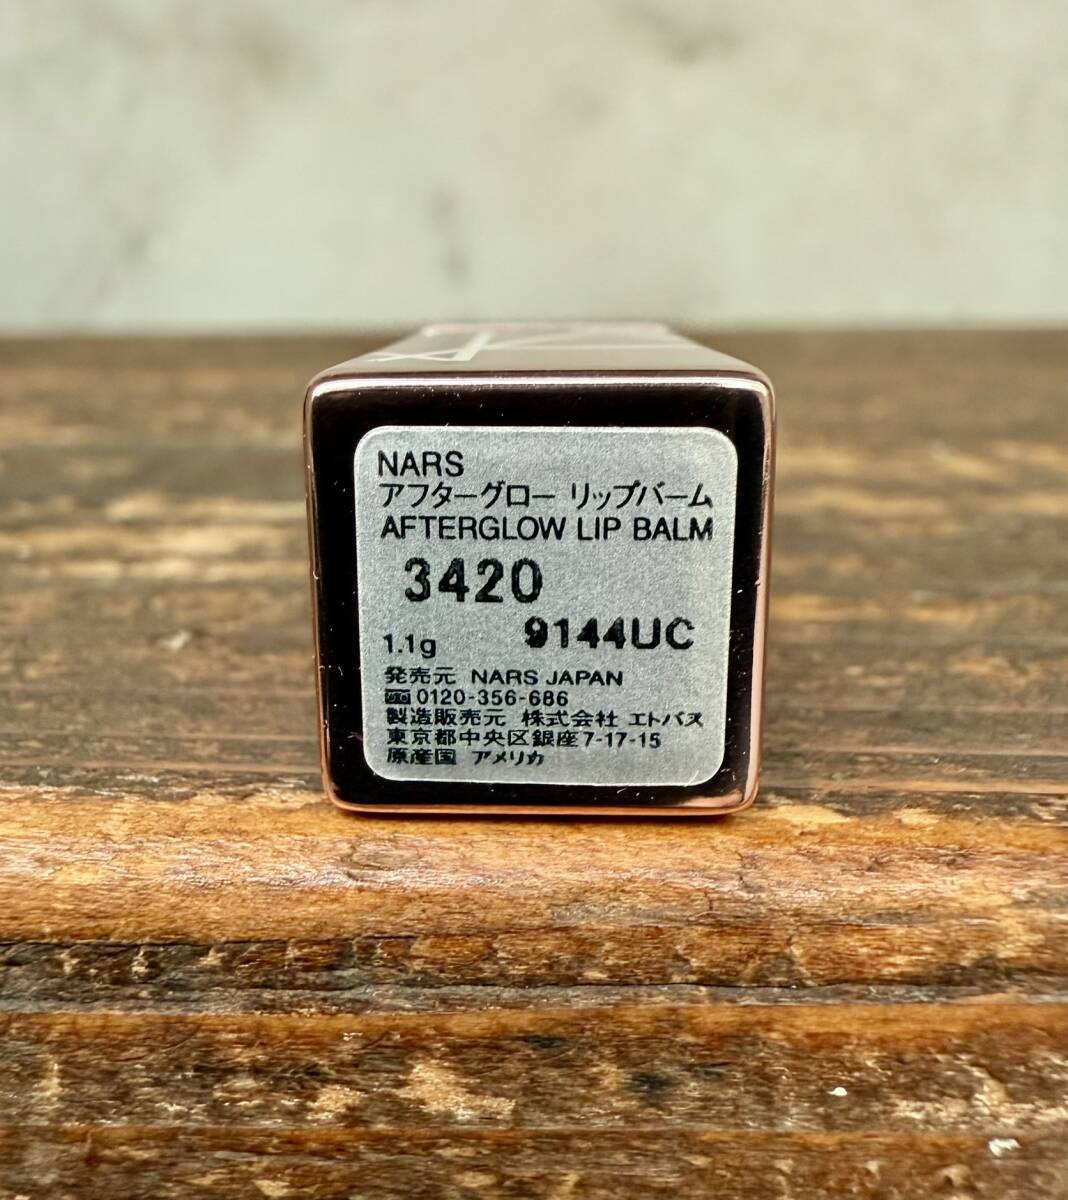 NARS
アフターグロー リップバーム
AFTERGLOW LIP BALM
3420
9144UC
1.1g
発売元 NARS JAPAN
0120-356-686
製造販売元 株式会社 エトバス
東京都中央区銀座7-17-15
原産国 アメリカ